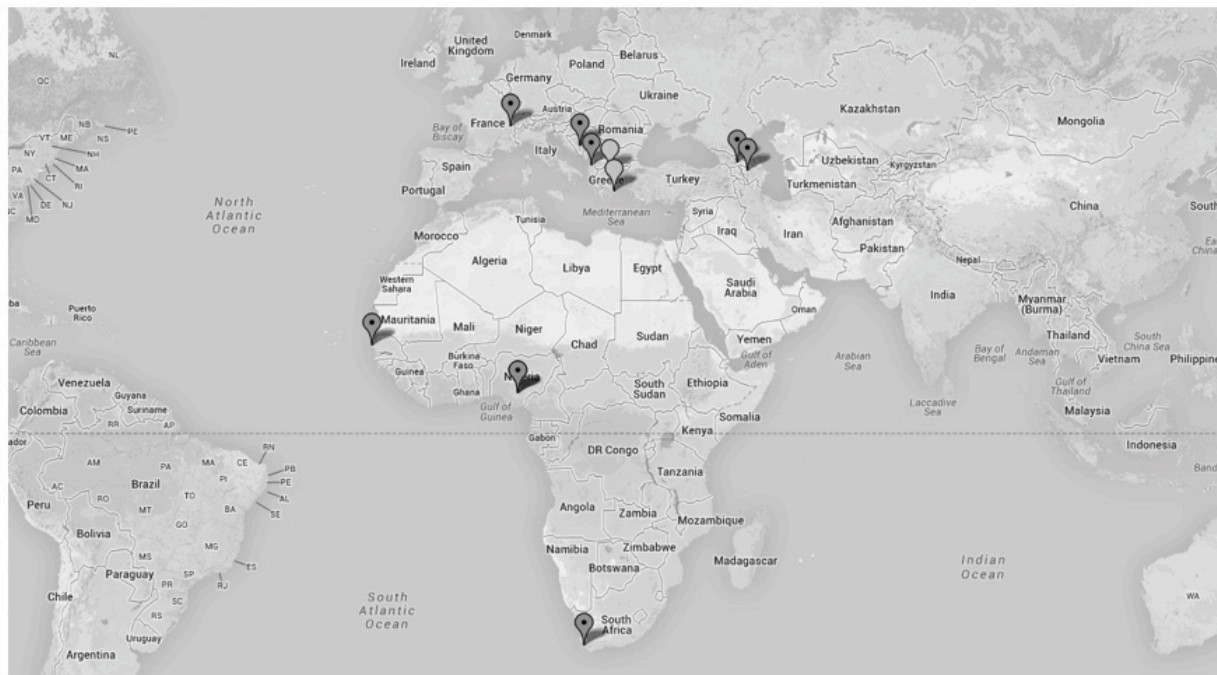 NL
QC
NB
PE
VT
ME
NS
NY
NH
MA
PA
CT
RI
VA
DE
NJ
NC
MD
North
Atlantic
Ocean
Ireland
United
Kingdom
Denmark
Poland
Belarus
Germany
Ukraine
Austria
France
Romania
Bay of
Biscay
Italy
Spain
Portugal
Turkey
Mediterranean
Sea
Kazakhstan
Mongolia
Uzbekistan
Kyrgyzstan
Turkmenistan
China
Syria
Iraq
Iran
Afghanistan
Pakistan
Nepal
India
Tunisia
Morocco
Algeria
Libya
Egypt
Western
Sahara
Saudi
Arabia
Oman
Mauritania
Mali
Niger
Chad
Sudan
Yemen
Gulf of
Aden
Arabian
Sea
Guinea
Burkina
Faso
Ghana
Gulf of
Guinea
South
Sudan
Ethiopia
Somalia
Laccadive
Sea
Bay of
Bengal
Myanmar
(Burma)
Thailand
Andaman
Sea
Gulf of
Thailand
Vietnam
South
China Sea
Philippine
Malaysia
Indonesia
Puerto
Rico
Caribbean
Sea
Venezuela
Guyana
Suriname
Colombia
RR
AP
AM
PA
MA
CE
RN
PB
PE
AL
SE
PI
AC
RO
Brazil
TO
BA
MT
GO
Peru
Bolivia
MG
MS
ES
SP
RJ
Paraguay
PR
SC
RS
Chile
Uruguay
Argentina
South
Atlantic
Ocean
Gabon
DR Congo
Kenya
Tanzania
Angola
Zambia
Mozambique
Namibia
Zimbabwe
Botswana
Madagascar
South
Africa
Indian
Ocean
WA